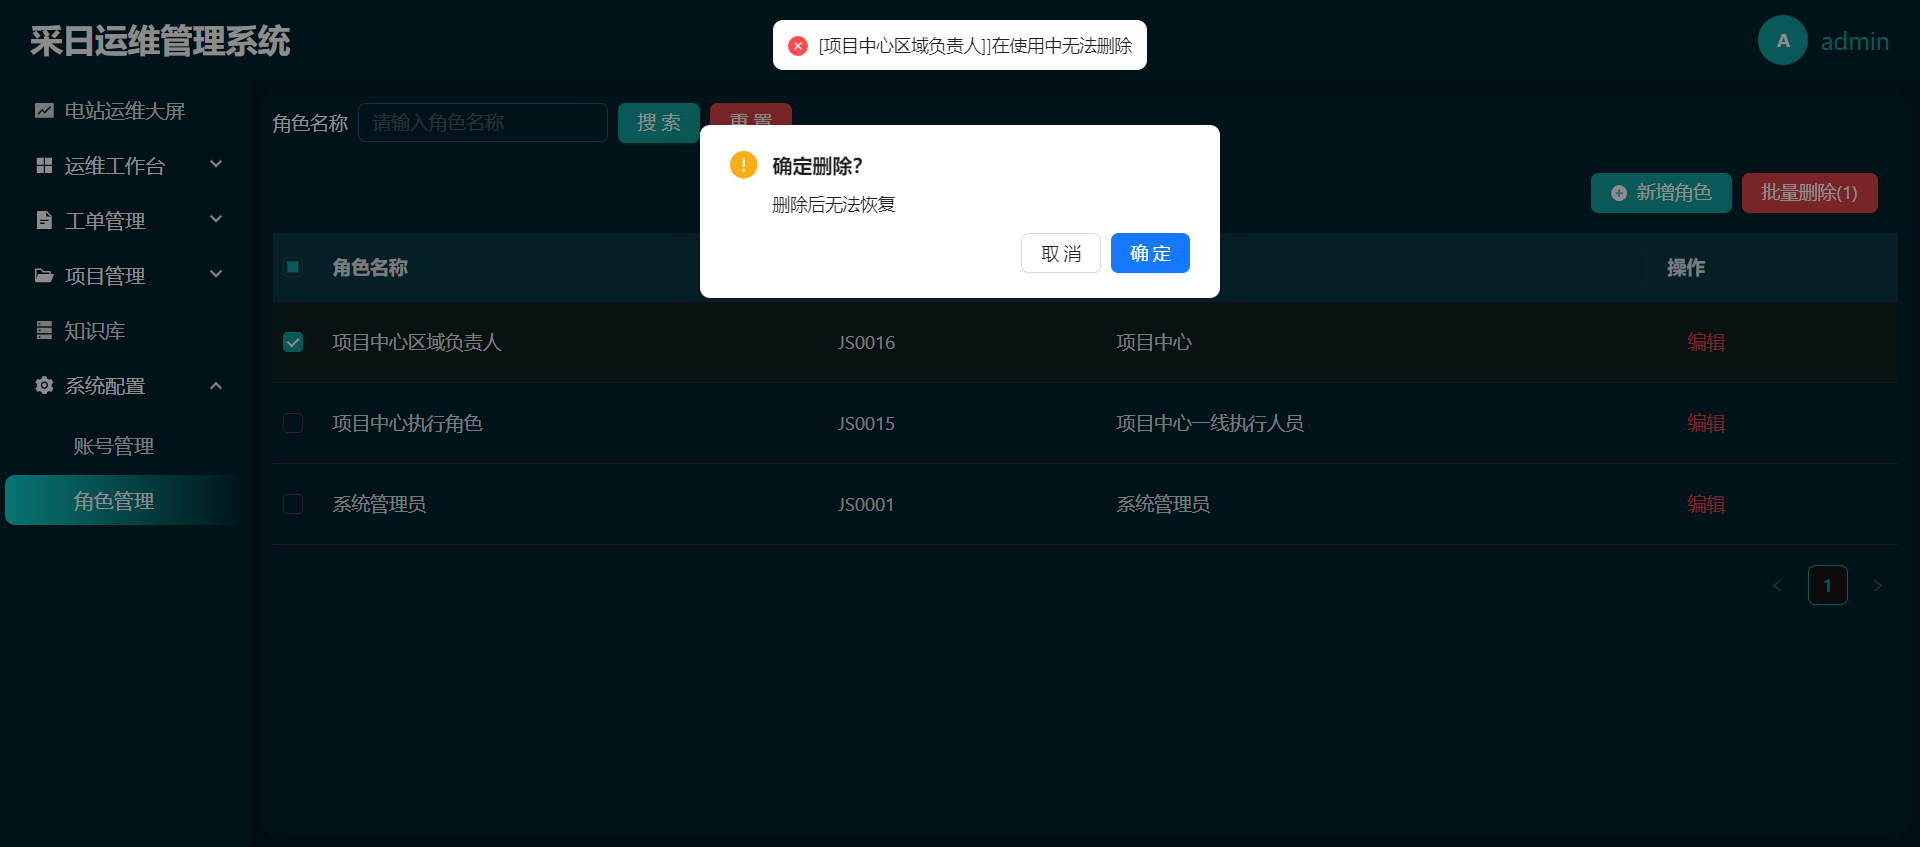 采日运维管理系统
[项目中心区域负责人]]在使用中无法删除
A
admin
电站运维大屏
运维工作台
工单管理
项目管理
知识库
系统配置
账号管理
角色管理
角色名称
请输入角色名称
搜 索
重 置
确定删除？
删除后无法恢复
取 消
确 定
新增角色
批量删除(1)
角色名称
操作
项目中心区域负责人
JS0016
项目中心
编辑
项目中心执行角色
JS0015
项目中心一线执行人员
编辑
系统管理员
JS0001
系统管理员
编辑
1